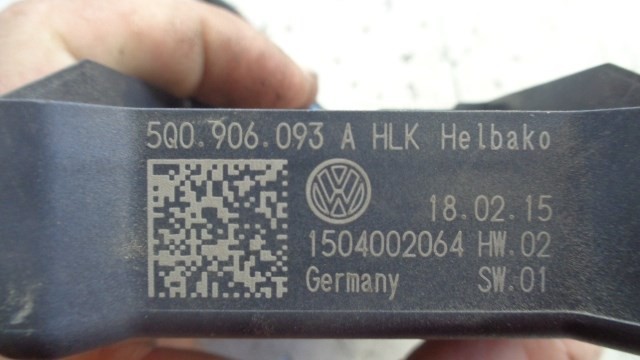 5Q0.906.093 A HLK Helbako
18.02.15
1504002064 HW.02
Germany SW.01